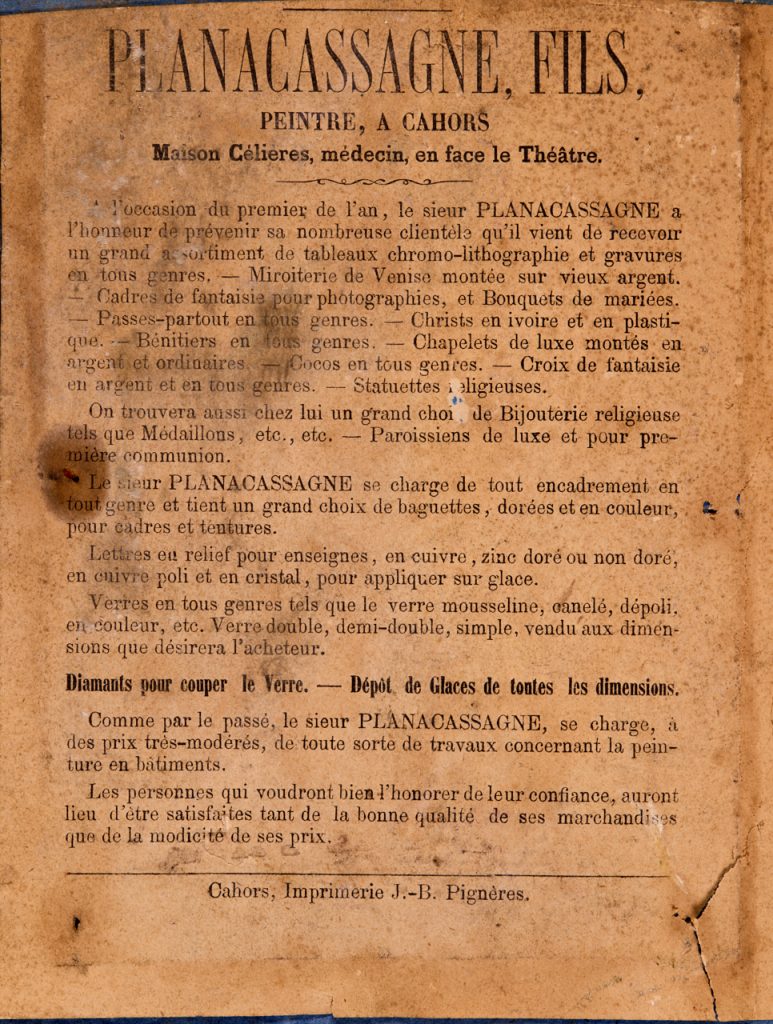 PLANACASSAGNE, FILS,
PEINTRE, A CAHORS
Maison Célières, médecin, en face le Théâtre.
A l'occasion du premier de l'an, le sieur PLANACASSAGNE a
l'honneur de prévenir sa nombreuse clientèle qu'il vient de recevoir
un grand assortiment de tableaux chromo-lithographie et gravures
en tous genres. — Miroiterie de Venise montée sur vieux argent.
— Cadres de fantaisie pour photographies, et Bouquets de mariées.
— Passes-partout en tous genres. — Christs en ivoire et en plasti-
que. — Bénitiers en tous genres. — Chapelets de luxe montés en
argent et ordinaires. — Cocos en tous genres. — Croix de fantaisie
en argent et en tous genres. — Statuettes religieuses.
On trouvera aussi chez lui un grand choi de Bijouterie religieuse
tels que Médaillons, etc., etc. — Paroissiens de luxe et pour pre-
mière communion.
Le sieur PLANACASSAGNE se charge de tout encadrement en
tout genre et tient un grand choix de baguettes, dorées et en couleur,
pour cadres et tentures.
Lettres en relief pour enseignes, en cuivre, zinc doré ou non doré,
en cuivre poli et en cristal, pour appliquer sur glace.
Verres en tous genres tels que le verre mousseline, canelé, dépoli,
en couleur, etc. Verre double, demi-double, simple, vendu aux dimen-
sions que désirera l'acheteur.
Diamants pour couper le Verre. — Dépôt de Glaces de toutes les dimensions.
Comme par le passé, le sieur PLANACASSAGNE, se charge, à
des prix très-modérés, de toute sorte de travaux concernant la pein-
ture en bâtiments.
Les personnes qui voudront bien l'honorer de leur confiance, auront
lieu d'être satisfaites tant de la bonne qualité de ses marchandises
que de la modicité de ses prix.
Cahors, Imprimerie J.-B. Pignères.